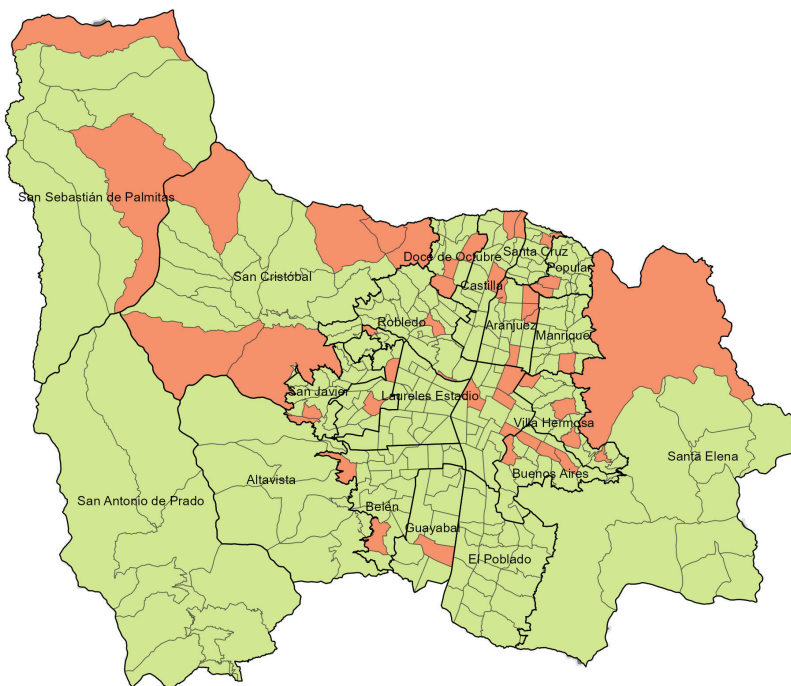 San Sebastián de Palmitas
Doce de Octubre
Santa Cruz
Popular
San Cristóbal
Castilla
Robledo
Aranjuez
Manrique
San Javier
Laureles Estadio
Villa Hermosa
Santa Elena
Altavista
Buenos Aires
San Antonio de Prado
Belén
Guayabal
El Poblado